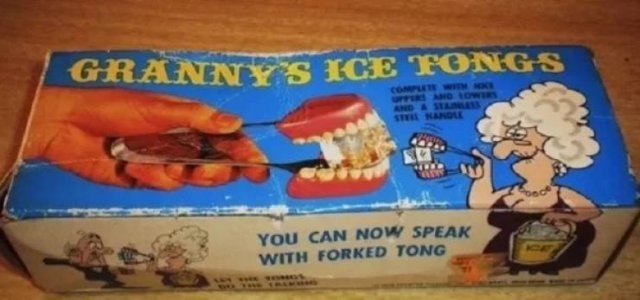 GRANNY'S ICE TONGS
COMPLETE WITH NICE
UPPERS AND LOWERS
AND A STAINLESS
STEEL HANDLE
YOU CAN NOW SPEAK
WITH FORKED TONG
LET THE TONGS
DO THE TALKING
ICE